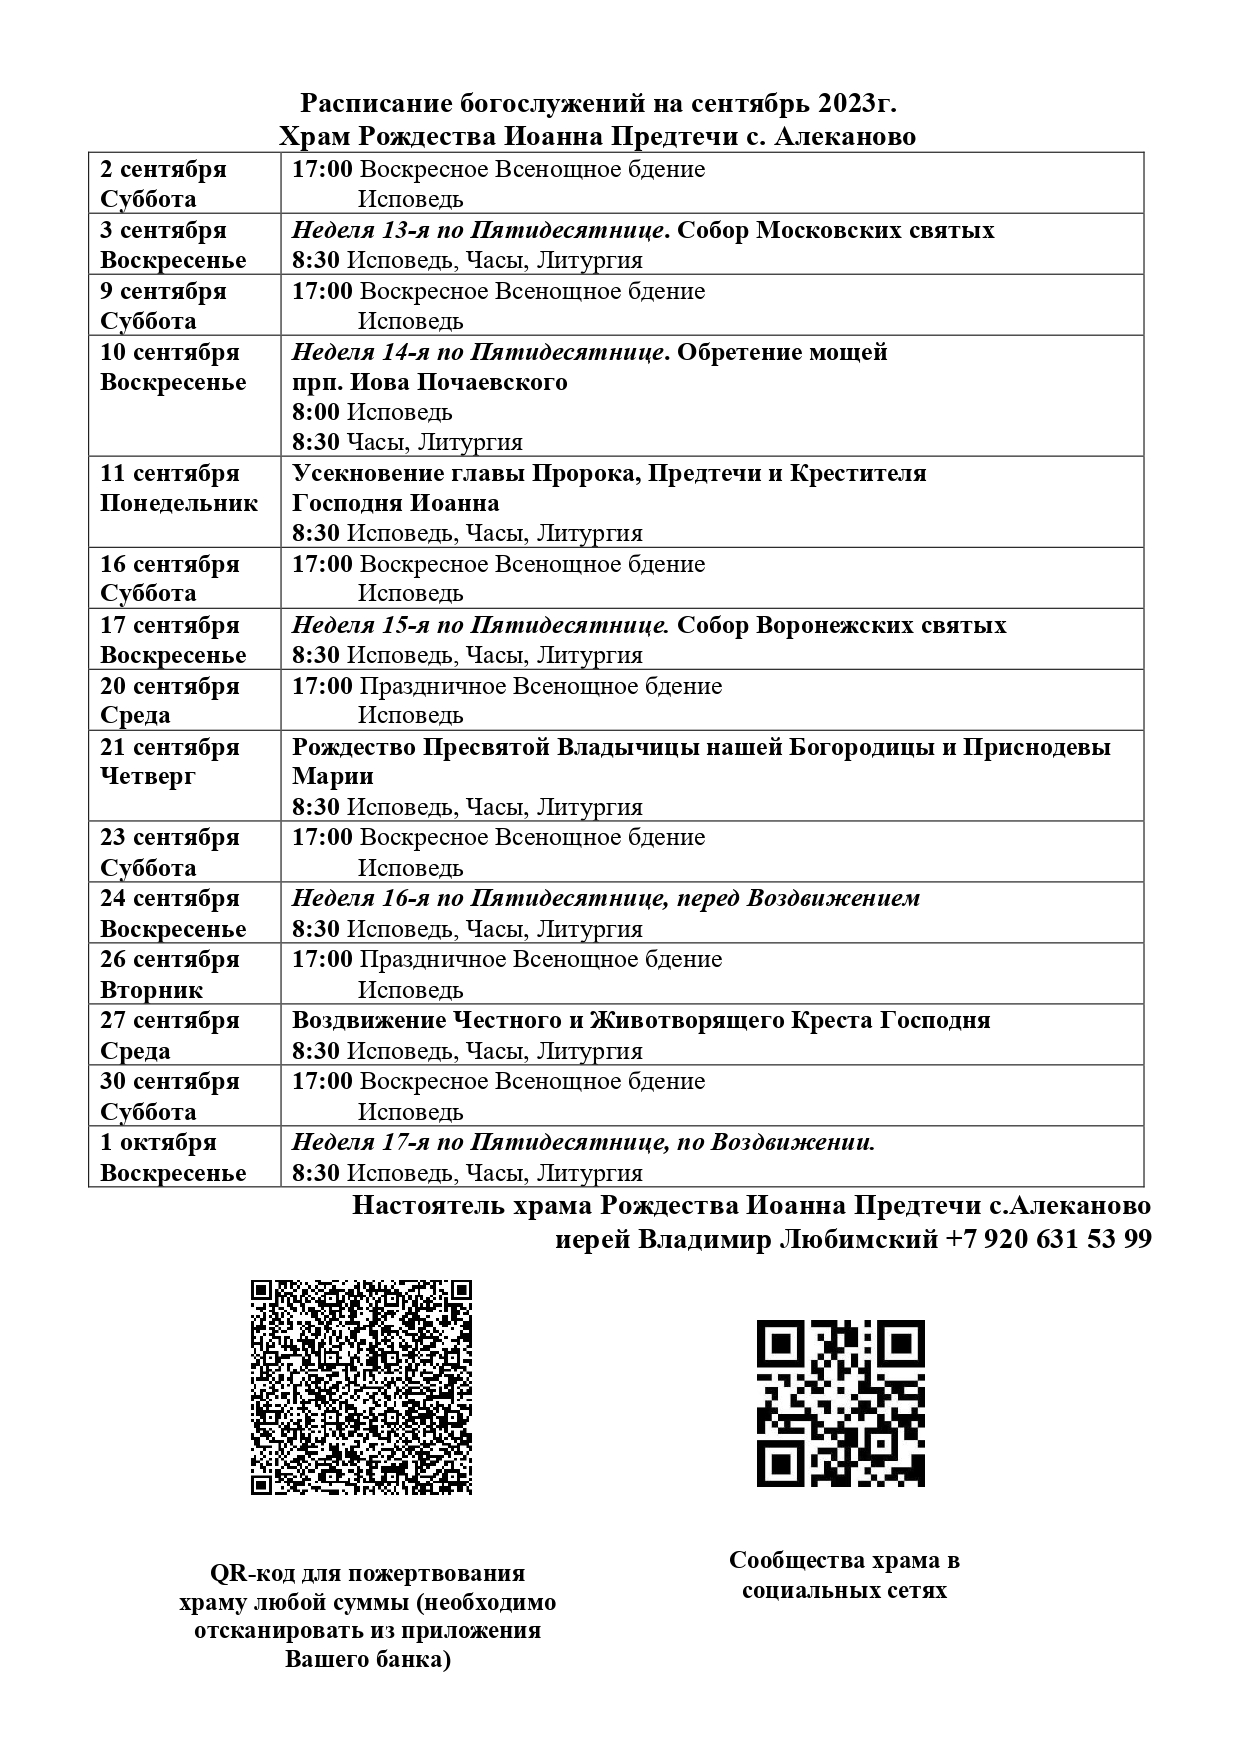 Расписание богослужений на сентябрь 2023г.
Храм Рождества Иоанна Предтечи с. Алеканово
2 сентября
Суббота
17:00 Воскресное Всенощное бдение
Исповедь
3 сентября
Воскресенье
Неделя 13-я по Пятидесятнице. Собор Московских святых
8:30 Исповедь, Часы, Литургия
9 сентября
Суббота
17:00 Воскресное Всенощное бдение
Исповедь
10 сентября
Воскресенье
Неделя 14-я по Пятидесятнице. Обретение мощей
прп. Иова Почаевского
8:00 Исповедь
8:30 Часы, Литургия
11 сентября
Понедельник
Усекновение главы Пророка, Предтечи и Крестителя
Господня Иоанна
8:30 Исповедь, Часы, Литургия
16 сентября
Суббота
17:00 Воскресное Всенощное бдение
Исповедь
17 сентября
Воскресенье
Неделя 15-я по Пятидесятнице. Собор Воронежских святых
8:30 Исповедь, Часы, Литургия
20 сентября
Среда
17:00 Праздничное Всенощное бдение
Исповедь
21 сентября
Четверг
Рождество Пресвятой Владычицы нашей Богородицы и Приснодевы
Марии
8:30 Исповедь, Часы, Литургия
23 сентября
Суббота
17:00 Воскресное Всенощное бдение
Исповедь
24 сентября
Воскресенье
Неделя 16-я по Пятидесятнице, перед Воздвижением
8:30 Исповедь, Часы, Литургия
26 сентября
Вторник
17:00 Праздничное Всенощное бдение
Исповедь
27 сентября
Среда
Воздвижение Честного и Животворящего Креста Господня
8:30 Исповедь, Часы, Литургия
30 сентября
Суббота
17:00 Воскресное Всенощное бдение
Исповедь
1 октября
Воскресенье
Неделя 17-я по Пятидесятнице, по Воздвижении.
8:30 Исповедь, Часы, Литургия
Настоятель храма Рождества Иоанна Предтечи с.Алеканово
иерей Владимир Любимский +7 920 631 53 99
QR-код для пожертвования
храму любой суммы (необходимо
отсканировать из приложения
Вашего банка)
Сообщества храма в
социальных сетях